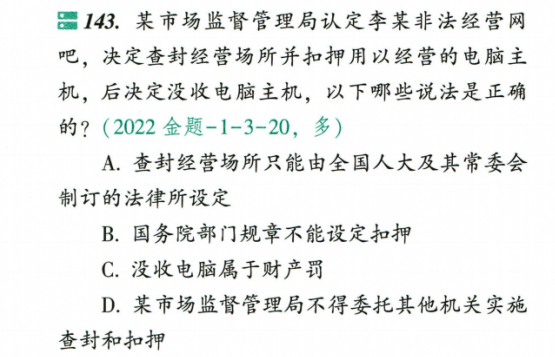 143. 某市场监督管理局认定李某非法经营网
吧，决定查封经营场所并扣押用以经营的电脑主
机，后决定没收电脑主机，以下哪些说法是正确
的？(2022 金题-1-3-20，多)
A. 查封经营场所只能由全国人大及其常委会
制订的法律所设定
B. 国务院部门规章不能设定扣押
C. 没收电脑属于财产罚
D. 某市场监督管理局不得委托其他机关实施
查封和扣押